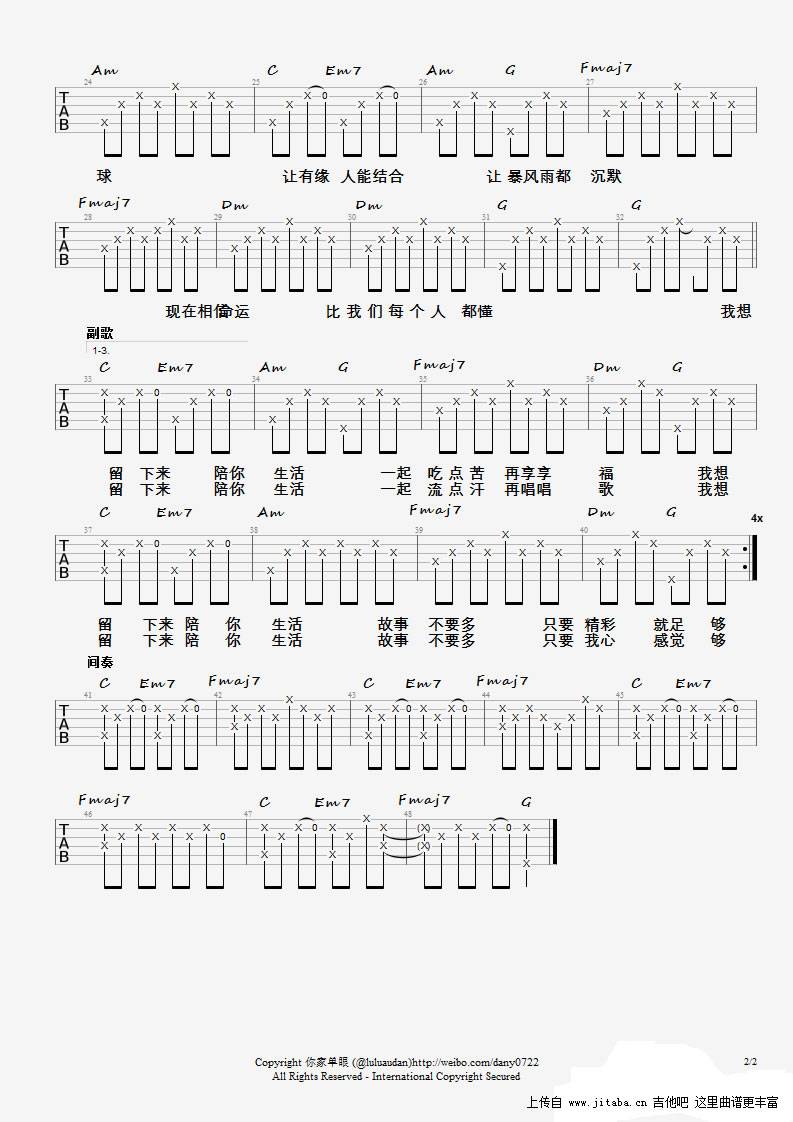 Am C Em7 Am G Fmaj7
24 25 26 27
TAB
球 让有缘 人能结合 让 暴风雨都 沉默
Fmaj7 Dm Dm G G
28 29 30 31 32
TAB
现在相信命运 比 我 们 每 个 人 都懂 我想
副歌
1-3.
C Em7 Am G Fmaj7 Dm G
33 34 35 36
TAB
留 下来 陪你 生活 一起 吃 点 苦 再享享 福 我想
留 下来 陪你 生活 一起 流 点 汗 再唱唱 歌 我想
C Em7 Am Fmaj7 Dm G 4x
37 38 39 40
TAB
留 下来 陪 你 生活 故事 不要多 只要 精彩 就足 够
留 下来 陪 你 生活 故事 不要多 只要 我心 感觉 够
间奏
C Em7 Fmaj7 C Em7 Fmaj7 C Em7
41 42 43 44 45
TAB
Fmaj7 C Em7 Fmaj7 G
46 47 48
TAB
Copyright 你家单眼 (@luluaudan)http://weibo.com/dany0722 2/2
All Rights Reserved - International Copyright Secured
上传自 www.jitaba.cn 吉他吧 这里曲谱更丰富